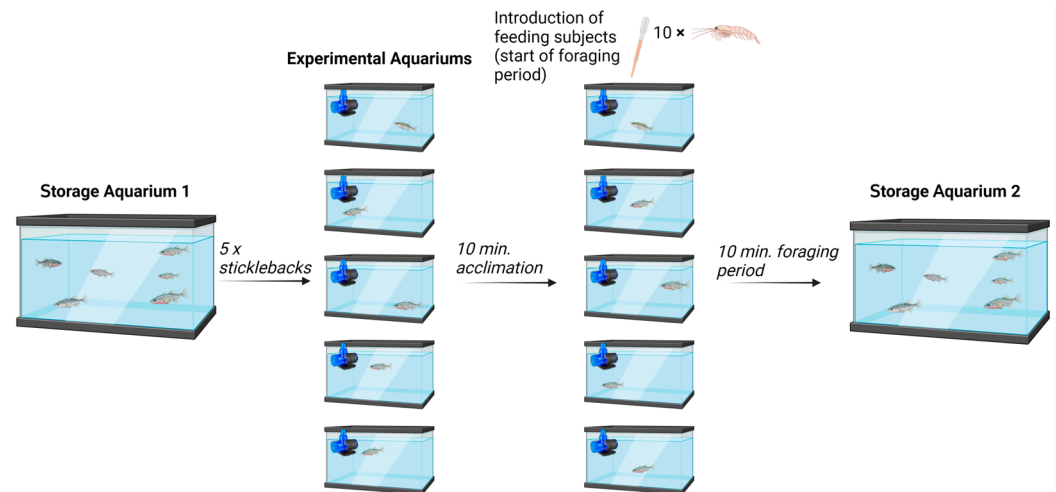 Introduction of
feeding subjects
(start of foraging
period)
10 ×
Experimental Aquariums
Storage Aquarium 1
5 x
sticklebacks
10 min.
acclimation
10 min. foraging
period
Storage Aquarium 2